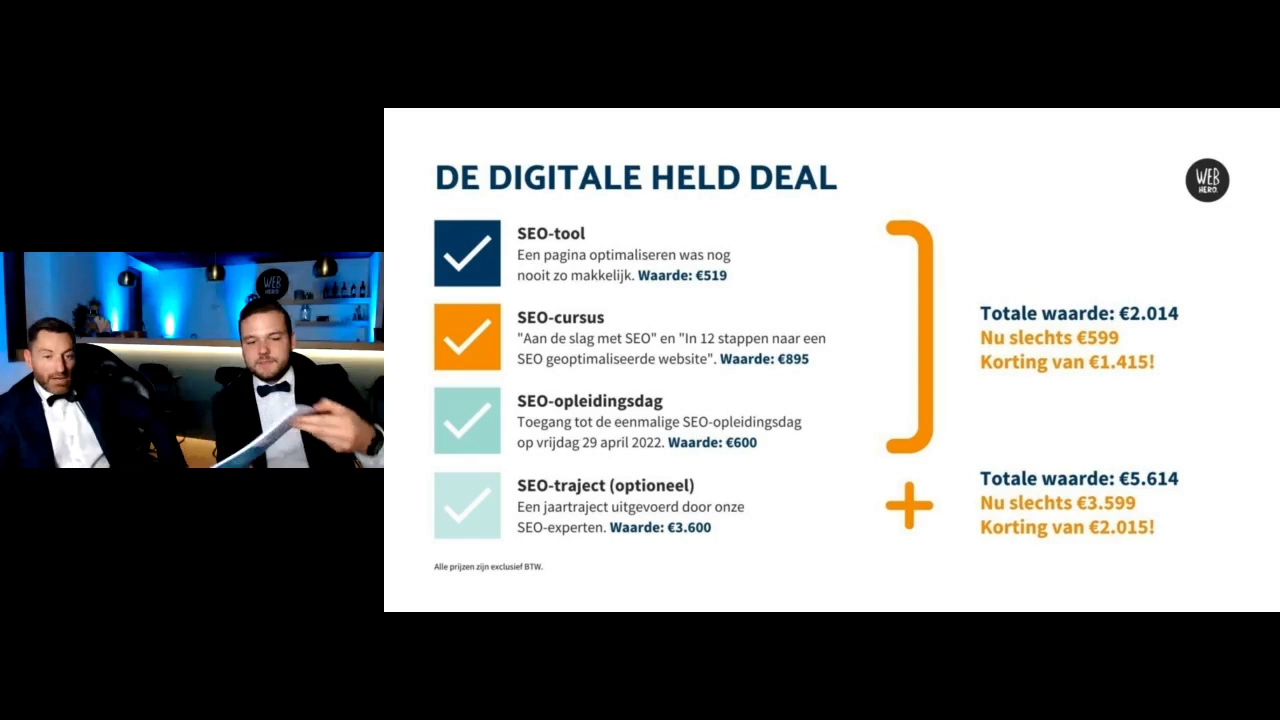 DE DIGITALE HELD DEAL
WEB
HERO.
SEO-tool
Een pagina optimaliseren was nog
nooit zo makkelijk. Waarde: €519
SEO-cursus
"Aan de slag met SEO" en "In 12 stappen naar een
SEO geoptimaliseerde website". Waarde: €895
SEO-opleidingsdag
Toegang tot de eenmalige SEO-opleidingsdag
op vrijdag 29 april 2022. Waarde: €600
SEO-traject (optioneel)
Een jaartraject uitgevoerd door onze
SEO-experten. Waarde: €3.600
Alle prijzen zijn exclusief BTW.
Totale waarde: €2.014
Nu slechts €599
Korting van €1.415!
Totale waarde: €5.614
Nu slechts €3.599
Korting van €2.015!
WEB
HERO.